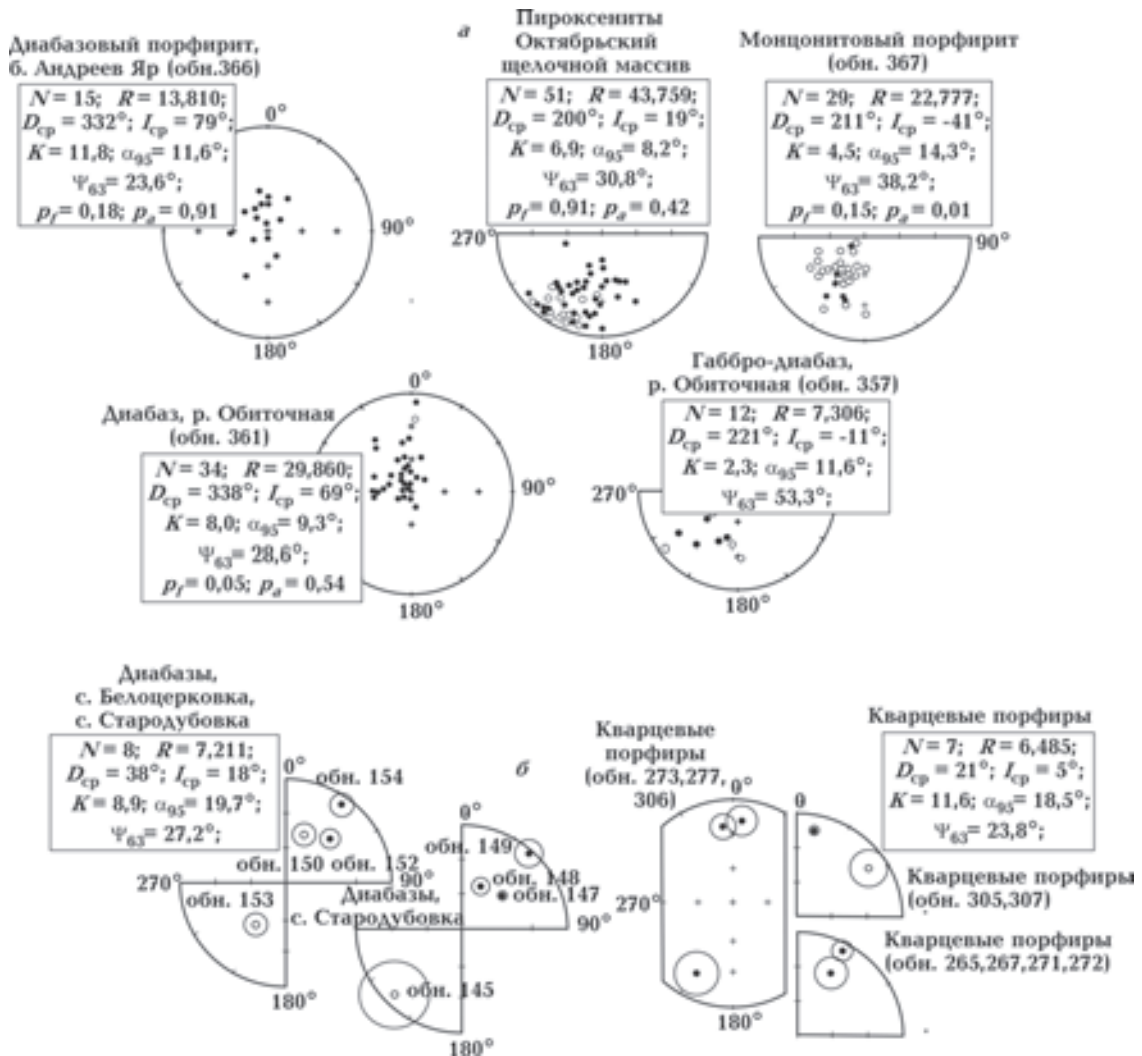 а
Диабазовый порфирит,
б. Андреев Яр (обн.366)
N = 15; R = 13,810;
Dср = 332°; Iср = 79°;
K = 11,8; α95 = 11,6°;
Ψ63 = 23,6°;
pf = 0,18; pa = 0,91
0°
90°
180°
Пироксениты
Октябрьский
щелочной массив
N = 51; R = 43,759;
Dср = 200°; Iср = 19°;
K = 6,9; α95 = 8,2°;
Ψ63 = 30,8°;
pf = 0,91; pa = 0,42
270°
180°
Монцонитовый порфирит
(обн. 367)
N = 29; R = 22,777;
Dср = 211°; Iср = -41°;
K = 4,5; α95 = 14,3°;
Ψ63 = 38,2°;
pf = 0,15; pa = 0,01
90°
Диабаз, р. Обиточная
(обн. 361)
N = 34; R = 29,860;
Dср = 338°; Iср = 69°;
K = 8,0; α95 = 9,3°;
Ψ63 = 28,6°;
pf = 0,05; pa = 0,54
0°
90°
180°
Габбро-диабаз,
р. Обиточная (обн. 357)
N = 12; R = 7,306;
Dср = 221°; Iср = -11°;
K = 2,3; α95 = 11,6°;
Ψ63 = 53,3°;
270°
180°
б
Диабазы,
с. Белоцерковка,
с. Стародубовка
N = 8; R = 7,211;
Dср = 38°; Iср = 18°;
K = 8,9; α95 = 19,7°;
Ψ63 = 27,2°;
0°
обн. 154
обн. 150 обн. 152
270°
90°
обн. 153
180°
Диабазы,
с. Стародубовка
0°
обн. 149
обн. 148
обн. 147
90°
обн. 145
180°
Кварцевые
порфиры
(обн. 273,277,
306)
0°
270°
180°
Кварцевые порфиры
N = 7; R = 6,485;
Dср = 21°; Iср = 5°;
K = 11,6; α95 = 18,5°;
Ψ63 = 23,8°;
0
Кварцевые порфиры
(обн. 305,307)
Кварцевые порфиры
(обн. 265,267,271,272)